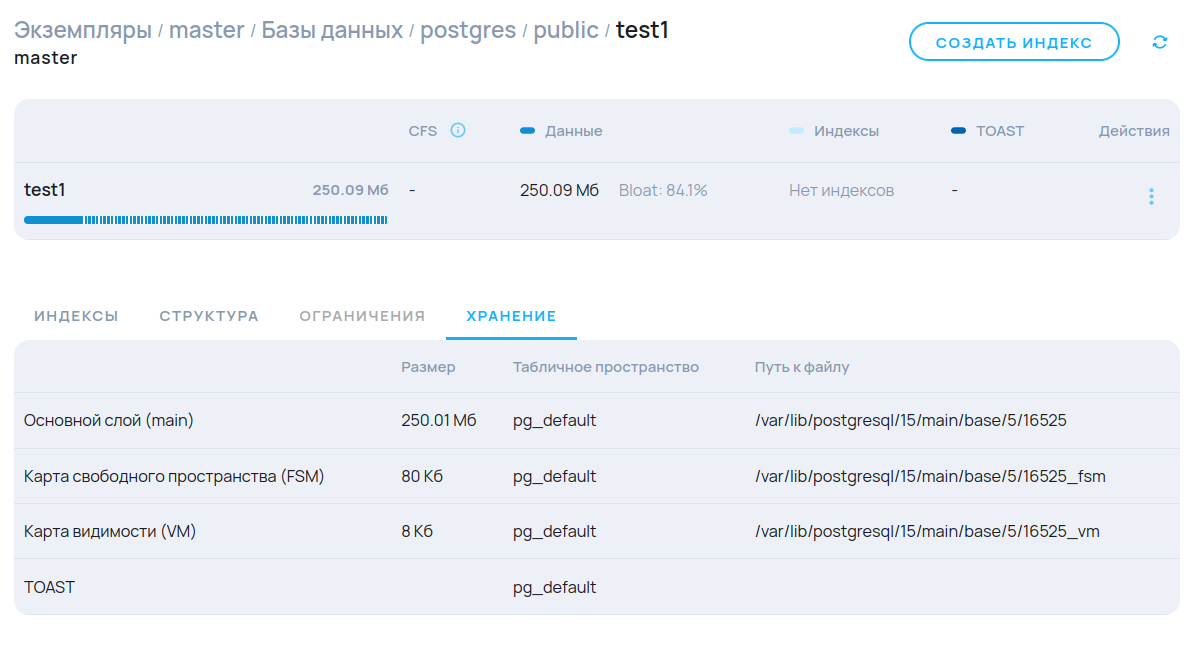 Экземпляры / master / Базы данных / postgres / public / test1
master
СОЗДАТЬ ИНДЕКС
CFS Данные Индексы TOAST Действия
test1 250.09 Мб - 250.09 Мб Bloat: 84.1% Нет индексов -
ИНДЕКСЫ СТРУКТУРА ОГРАНИЧЕНИЯ ХРАНЕНИЕ
Размер Табличное пространство Путь к файлу
Основной слой (main) 250.01 Мб pg_default /var/lib/postgresql/15/main/base/5/16525
Карта свободного пространства (FSM) 80 Кб pg_default /var/lib/postgresql/15/main/base/5/16525_fsm
Карта видимости (VM) 8 Кб pg_default /var/lib/postgresql/15/main/base/5/16525_vm
TOAST pg_default